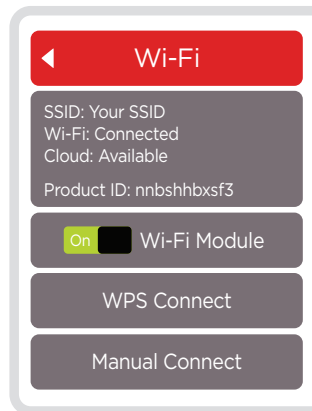 Wi-Fi
SSID: Your SSID
Wi-Fi: Connected
Cloud: Available
Product ID: nnbshhbxsf3
On Wi-Fi Module
WPS Connect
Manual Connect